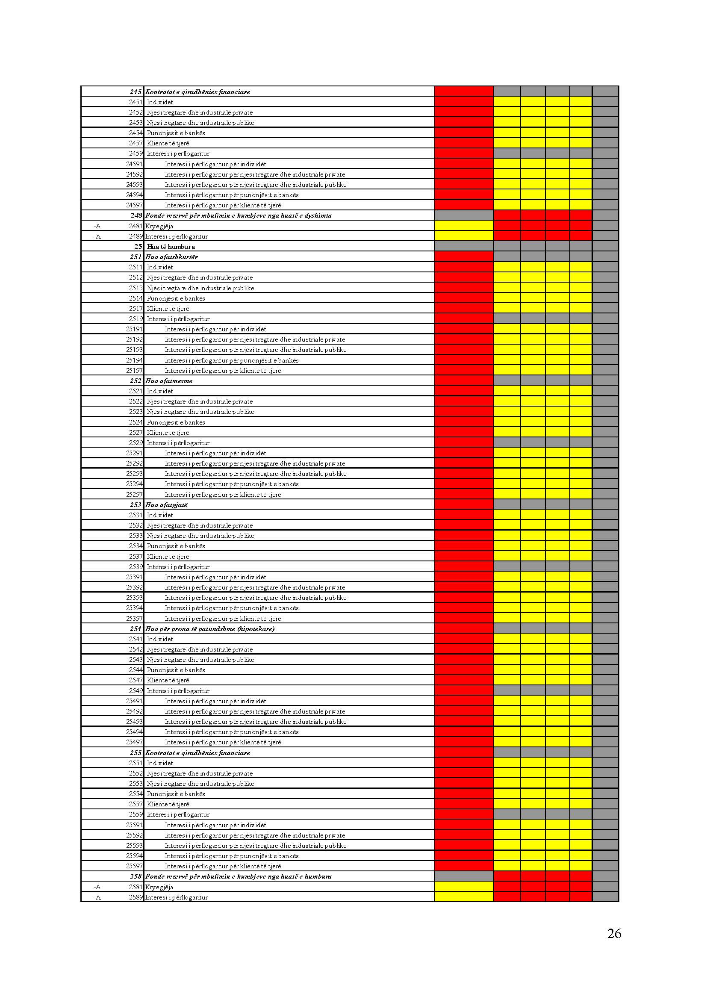 245 Kontratat e qiradhënies financiare
2451 Individët
2452 Njësi tregtare dhe industriale private
2453 Njësi tregtare dhe industriale publike
2454 Punonjësit e bankës
2457 Klientë të tjerë
2459 Interesi i përllogaritur
24591 Interesi i përllogaritur për individët
24592 Interesi i përllogaritur për njësi tregtare dhe industriale private
24593 Interesi i përllogaritur për njësi tregtare dhe industriale publike
24594 Interesi i përllogaritur për punonjësit e bankës
24597 Interesi i përllogaritur për klientë të tjerë
248 Fonde rezervë për mbulimin e humbjeve nga huatë e dyshimta
-A 2481 Kryegjëja
-A 2489 Interesi i përllogaritur
25 Hua të humbura
251 Hua afatshkurtër
2511 Individët
2512 Njësi tregtare dhe industriale private
2513 Njësi tregtare dhe industriale publike
2514 Punonjësit e bankës
2517 Klientë të tjerë
2519 Interesi i përllogaritur
25191 Interesi i përllogaritur për individët
25192 Interesi i përllogaritur për njësi tregtare dhe industriale private
25193 Interesi i përllogaritur për njësi tregtare dhe industriale publike
25194 Interesi i përllogaritur për punonjësit e bankës
25197 Interesi i përllogaritur për klientë të tjerë
252 Hua afatmesme
2521 Individët
2522 Njësi tregtare dhe industriale private
2523 Njësi tregtare dhe industriale publike
2524 Punonjësit e bankës
2527 Klientë të tjerë
2529 Interesi i përllogaritur
25291 Interesi i përllogaritur për individët
25292 Interesi i përllogaritur për njësi tregtare dhe industriale private
25293 Interesi i përllogaritur për njësi tregtare dhe industriale publike
25294 Interesi i përllogaritur për punonjësit e bankës
25297 Interesi i përllogaritur për klientë të tjerë
253 Hua afatgjatë
2531 Individët
2532 Njësi tregtare dhe industriale private
2533 Njësi tregtare dhe industriale publike
2534 Punonjësit e bankës
2537 Klientë të tjerë
2539 Interesi i përllogaritur
25391 Interesi i përllogaritur për individët
25392 Interesi i përllogaritur për njësi tregtare dhe industriale private
25393 Interesi i përllogaritur për njësi tregtare dhe industriale publike
25394 Interesi i përllogaritur për punonjësit e bankës
25397 Interesi i përllogaritur për klientë të tjerë
254 Hua për prona të patundshme (hipotekare)
2541 Individët
2542 Njësi tregtare dhe industriale private
2543 Njësi tregtare dhe industriale publike
2544 Punonjësit e bankës
2547 Klientë të tjerë
2549 Interesi i përllogaritur
25491 Interesi i përllogaritur për individët
25492 Interesi i përllogaritur për njësi tregtare dhe industriale private
25493 Interesi i përllogaritur për njësi tregtare dhe industriale publike
25494 Interesi i përllogaritur për punonjësit e bankës
25497 Interesi i përllogaritur për klientë të tjerë
255 Kontratat e qiradhënies financiare
2551 Individët
2552 Njësi tregtare dhe industriale private
2553 Njësi tregtare dhe industriale publike
2554 Punonjësit e bankës
2557 Klientë të tjerë
2559 Interesi i përllogaritur
25591 Interesi i përllogaritur për individët
25592 Interesi i përllogaritur për njësi tregtare dhe industriale private
25593 Interesi i përllogaritur për njësi tregtare dhe industriale publike
25594 Interesi i përllogaritur për punonjësit e bankës
25597 Interesi i përllogaritur për klientë të tjerë
258 Fonde rezervë për mbulimin e humbjeve nga huatë e humbura
-A 2581 Kryegjëja
-A 2589 Interesi i përllogaritur
26